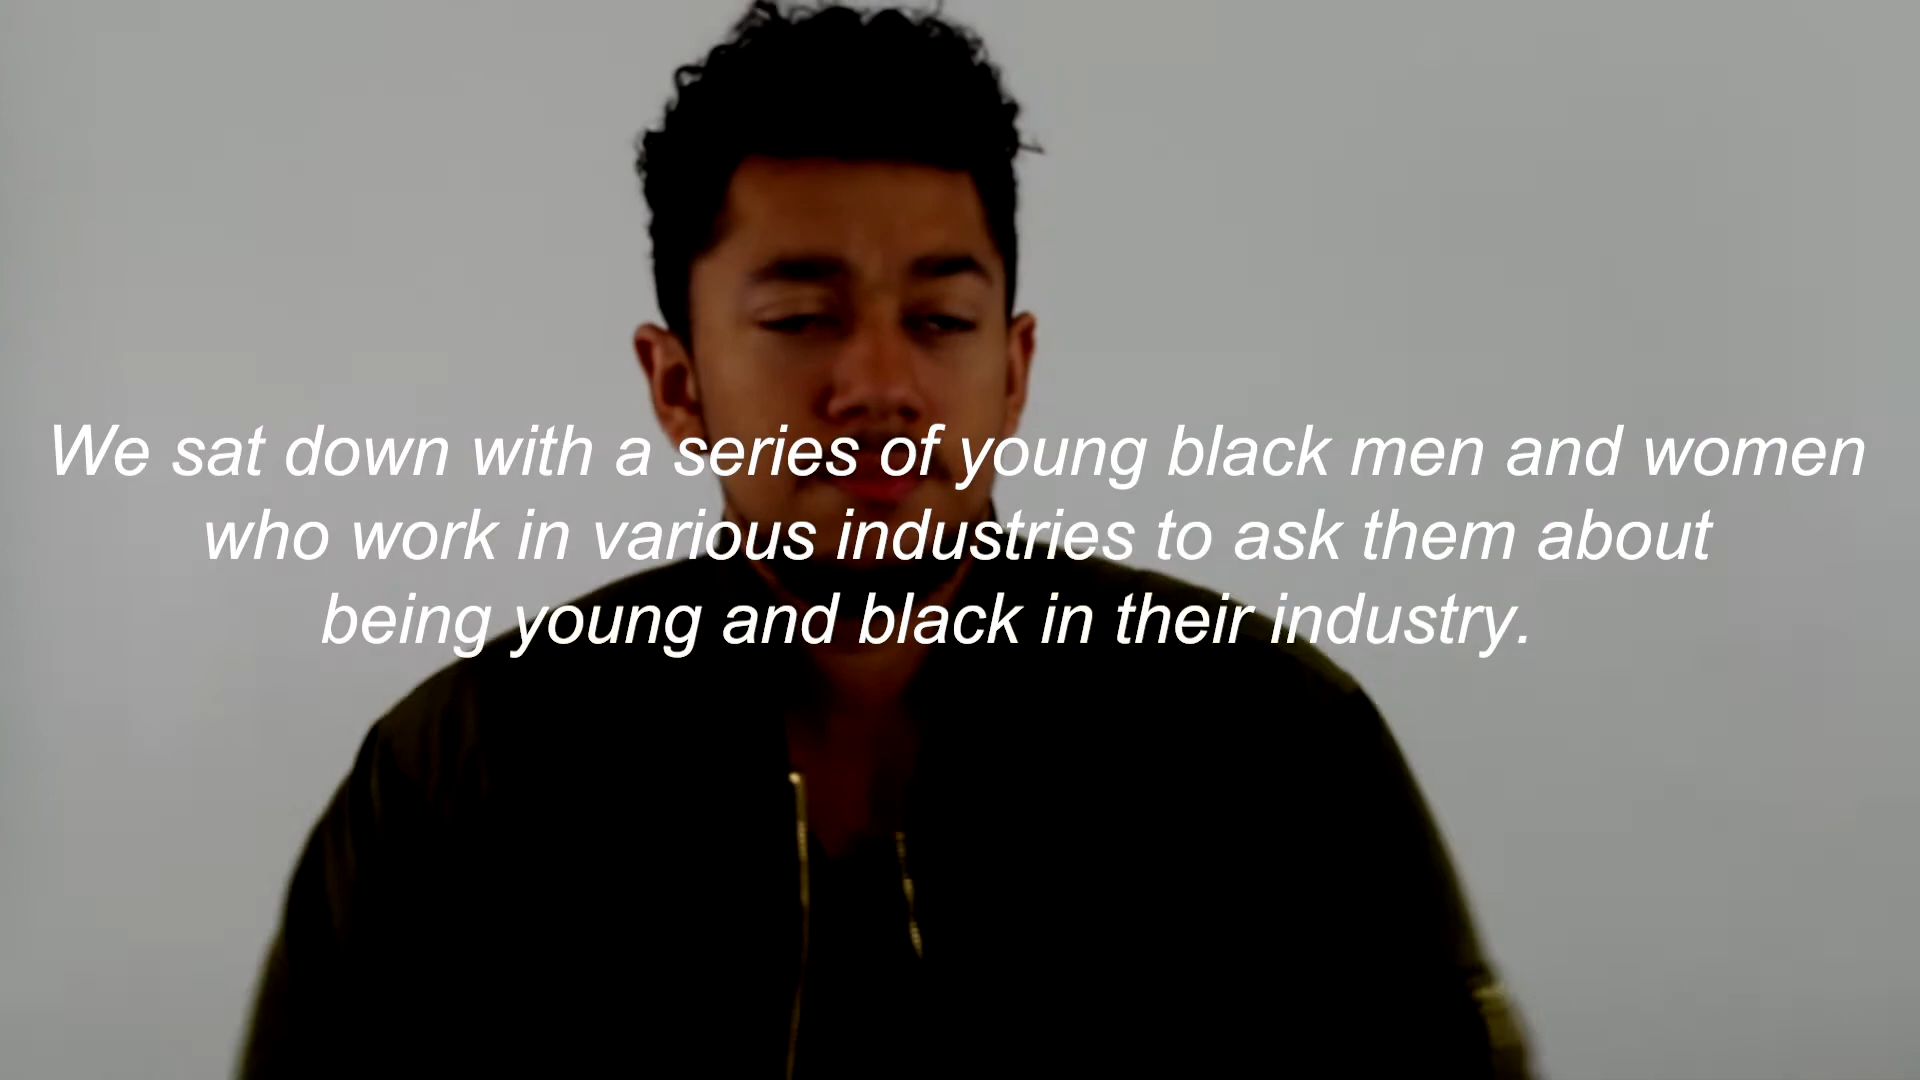 We sat down with a series of young black men and women
who work in various industries to ask them about
being young and black in their industry.